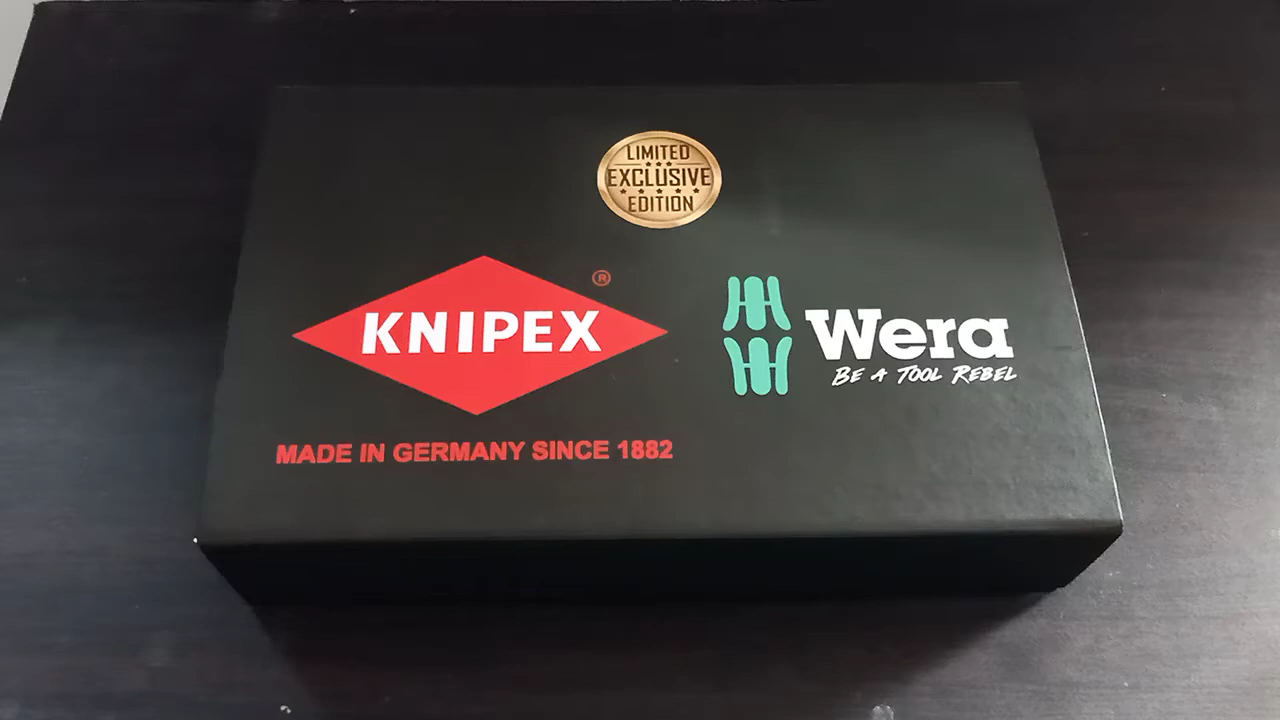 LIMITED
EXCLUSIVE
EDITION
KNIPEX ®
MADE IN GERMANY SINCE 1882
Wera
BE A TOOL REBEL